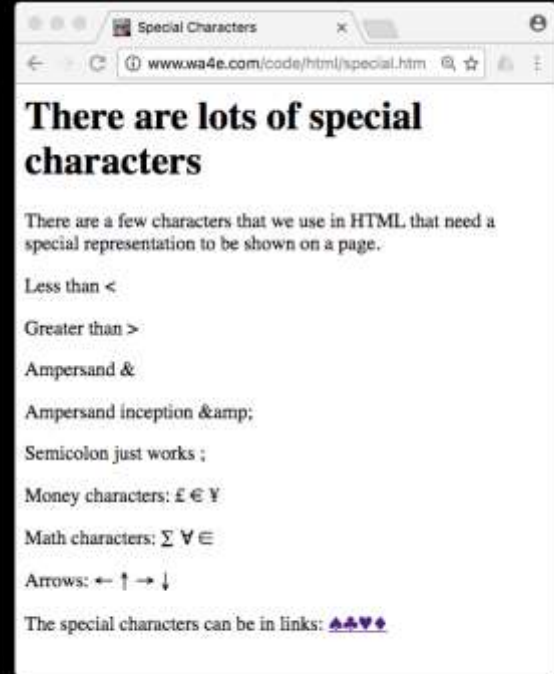 Special Characters
www.wa4e.com/code/html/special.htm
There are lots of special
characters
There are a few characters that we use in HTML that need a
special representation to be shown on a page.
Less than <
Greater than >
Ampersand &
Ampersand inception &amp;
Semicolon just works ;
Money characters: £ € ¥
Math characters: ∑ ∀ ∈
Arrows: ← ↑ → ↓
The special characters can be in links: ♠♣♥♦